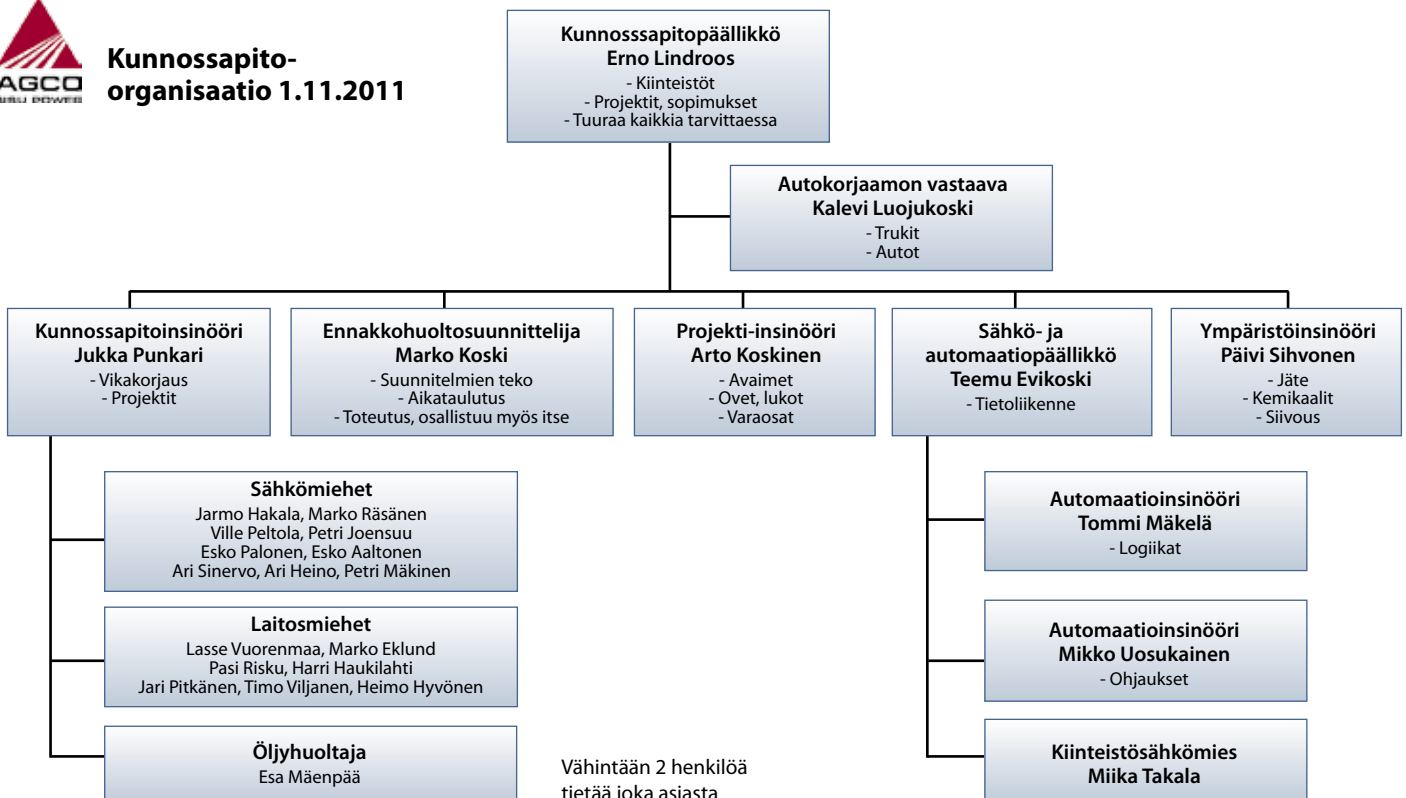 AGCO
SISU POWER
Kunnossapito-
organisaatio 1.11.2011
Kunnosssapitopäällikkö
Erno Lindroos
- Kiinteistöt
- Projektit, sopimukset
- Tuuraa kaikkia tarvittaessa
Autokorjaamon vastaava
Kalevi Luojukoski
- Trukit
- Autot
Kunnossapitoinsinööri
Jukka Punkari
- Vikakorjaus
- Projektit
Ennakkohuoltosuunnittelija
Marko Koski
- Suunnitelmien teko
- Aikataulutus
- Toteutus, osallistuu myös itse
Projekti-insinööri
Arto Koskinen
- Avaimet
- Ovet, lukot
- Varaosat
Sähkö- ja
automaatiopäällikkö
Teemu Evikoski
- Tietoliikenne
Ympäristöinsinööri
Päivi Sihvonen
- Jäte
- Kemikaalit
- Siivous
Sähkömiehet
Jarmo Hakala, Marko Räsänen
Ville Peltola, Petri Joensuu
Esko Palonen, Esko Aaltonen
Ari Sinervo, Ari Heino, Petri Mäkinen
Laitosmiehet
Lasse Vuorenmaa, Marko Eklund
Pasi Risku, Harri Haukilahti
Jari Pitkänen, Timo Viljanen, Heimo Hyvönen
Öljyhuoltaja
Esa Mäenpää
Automaatioinsinööri
Tommi Mäkelä
- Logiikat
Automaatioinsinööri
Mikko Uosukainen
- Ohjaukset
Kiinteistösähkömies
Miika Takala
Vähintään 2 henkilöä
tietää joka asiasta